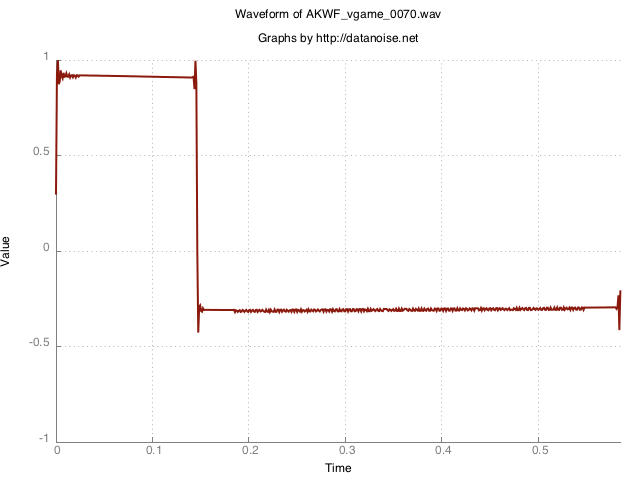 Waveform of AKWF_vgame_0070.wav
Graphs by http://datanoise.net
1
0.5
0
-0.5
-1
Value
0 0.1 0.2 0.3 0.4 0.5
Time